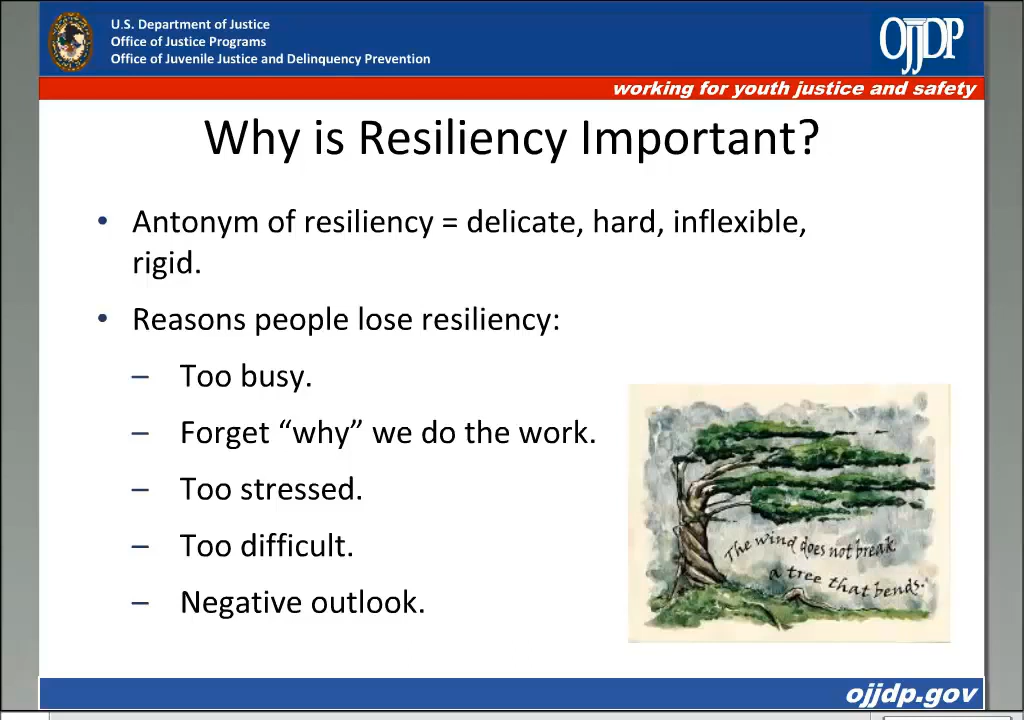 U.S. Department of Justice
Office of Justice Programs
Office of Juvenile Justice and Delinquency Prevention
OJJDP
working for youth justice and safety
Why is Resiliency Important?
• Antonym of resiliency = delicate, hard, inflexible,
rigid.
• Reasons people lose resiliency:
– Too busy.
– Forget “why” we do the work.
– Too stressed.
– Too difficult.
– Negative outlook.
The wind does not break
a tree that bends.
ojjdp.gov